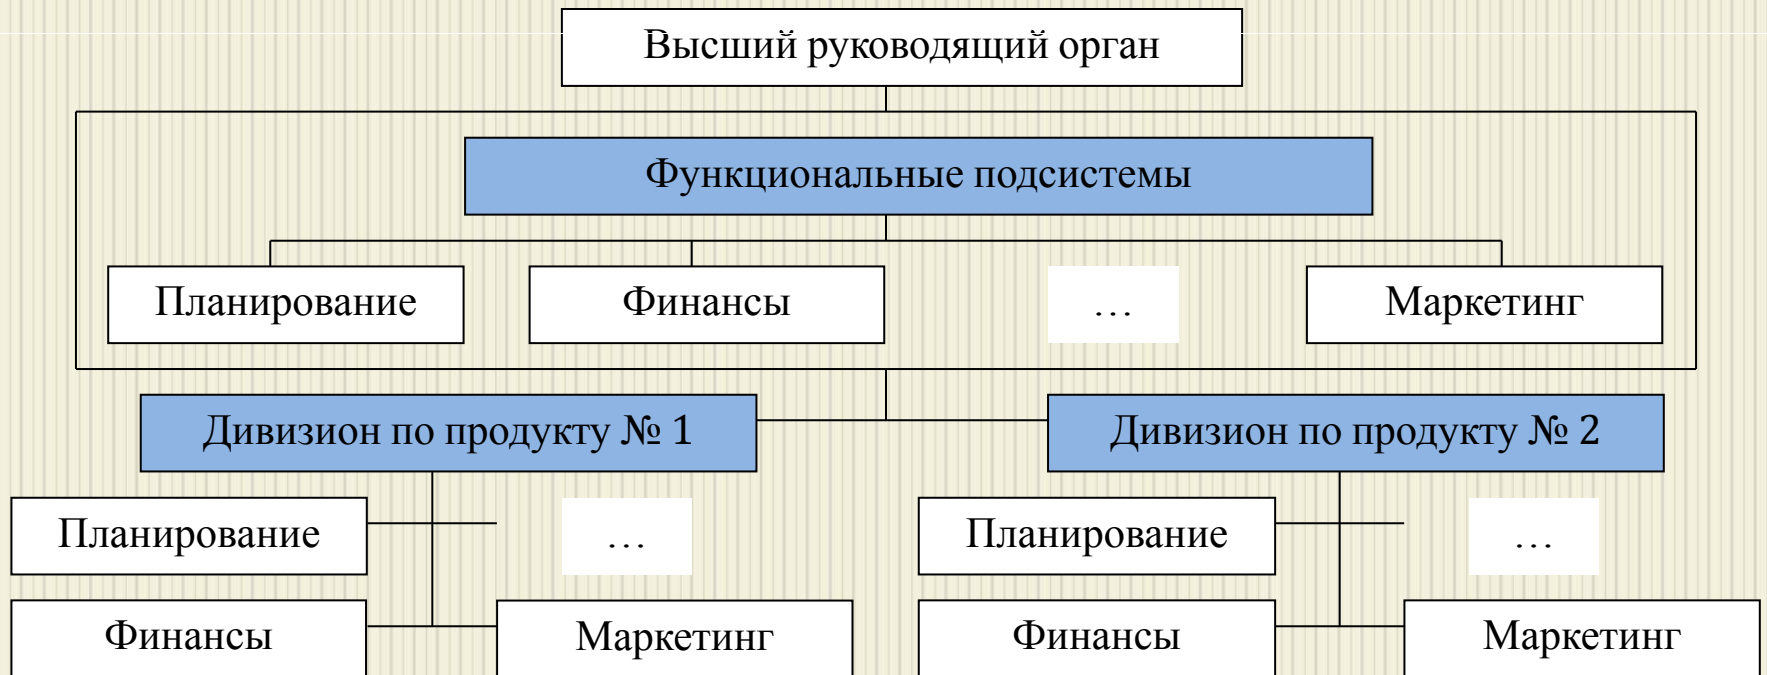 Высший руководящий орган
Функциональные подсистемы
Планирование
Финансы
…
Маркетинг
Дивизион по продукту № 1
Дивизион по продукту № 2
Планирование
…
Планирование
…
Финансы
Маркетинг
Финансы
Маркетинг